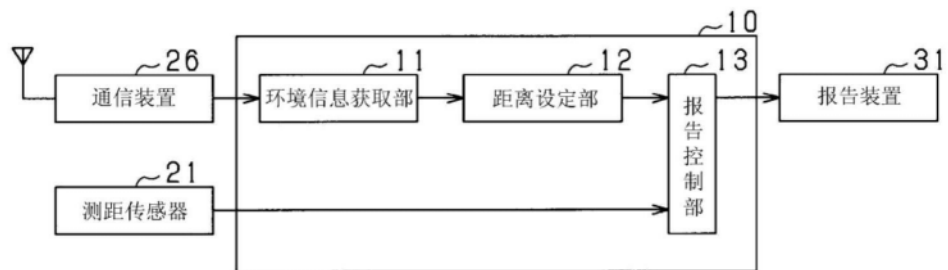 10
26
11
12
13
31
通信装置
环境信息获取部
距离设定部
报告控制部
报告装置
21
测距传感器